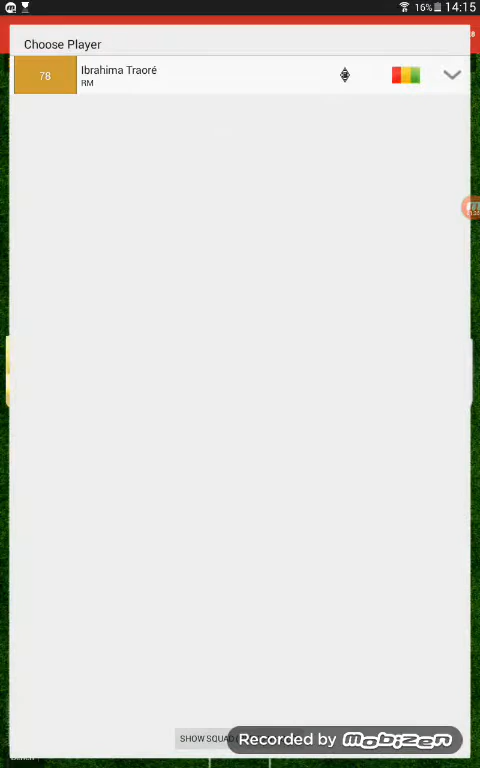 16% 14:15
Choose Player
78
Ibrahima Traoré
RM
SHOW SQUAD
Recorded by Mobizen